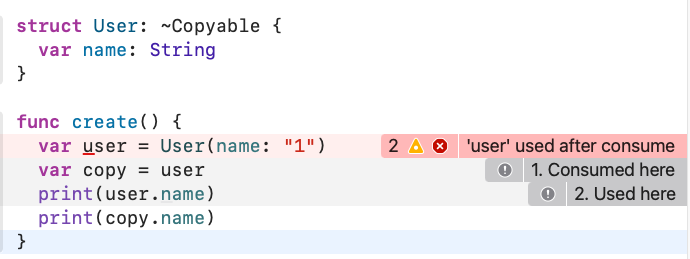 struct User: ~Copyable {
  var name: String
}

func create() {
  var user = User(name: "1") 2 'user' used after consume
  var copy = user 1. Consumed here
  print(user.name) 2. Used here
  print(copy.name)
}